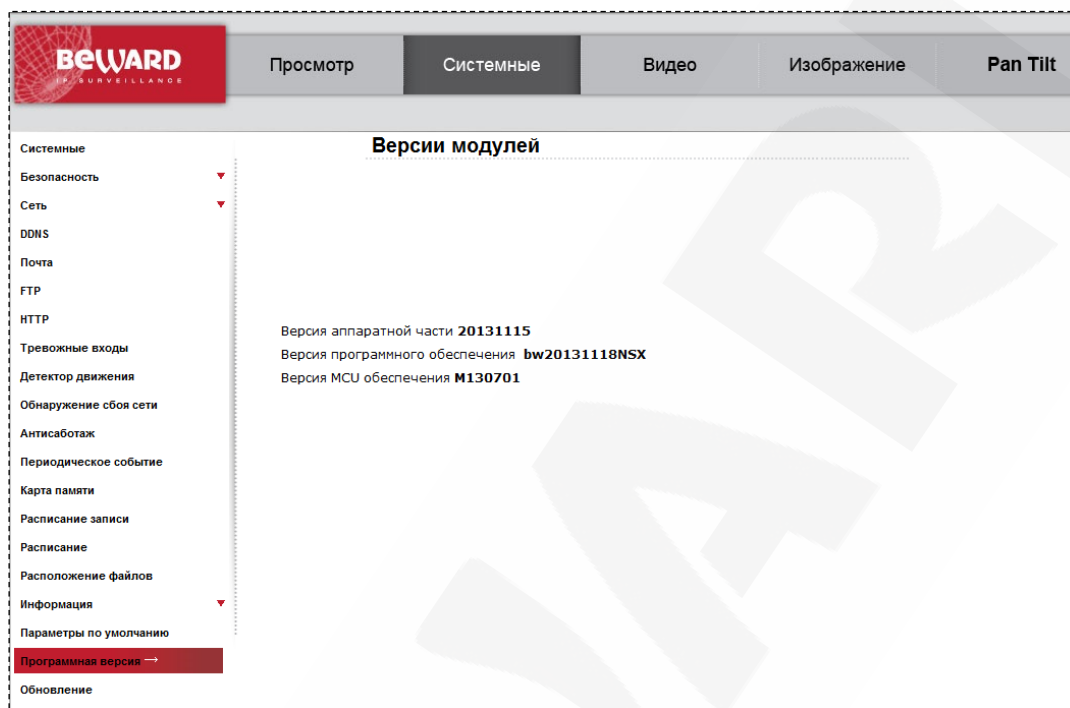 BEWARD
IP SURVEILLANCE
Просмотр
Системные
Видео
Изображение
Pan Tilt
Версии модулей
Системные
Безопасность
Сеть
DDNS
Почта
FTP
HTTP
Тревожные входы
Детектор движения
Обнаружение сбоя сети
Антисаботаж
Периодическое событие
Карта памяти
Расписание записи
Расписание
Расположение файлов
Информация
Параметры по умолчанию
Программная версия →
Обновление
Версия аппаратной части 20131115
Версия программного обеспечения bw20131118NSX
Версия MCU обеспечения M130701